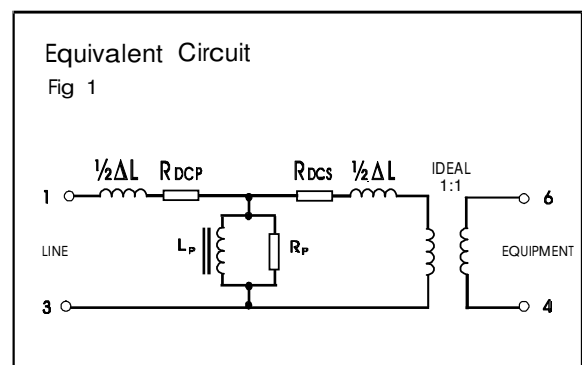 Equivalent Circuit
Fig 1
½ΔL
RDCP
RDCS
½ΔL
IDEAL
1:1
1
6
LINE
LP
RP
EQUIPMENT
3
4